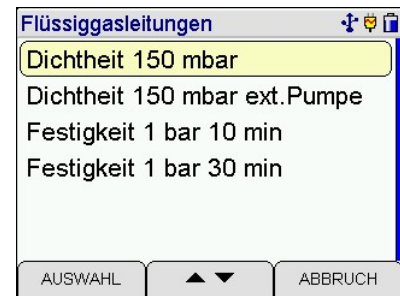 Flüssiggasleitungen
Dichtheit 150 mbar
Dichtheit 150 mbar ext.Pumpe
Festigkeit 1 bar 10 min
Festigkeit 1 bar 30 min
AUSWAHL ▲ ▼ ABBRUCH